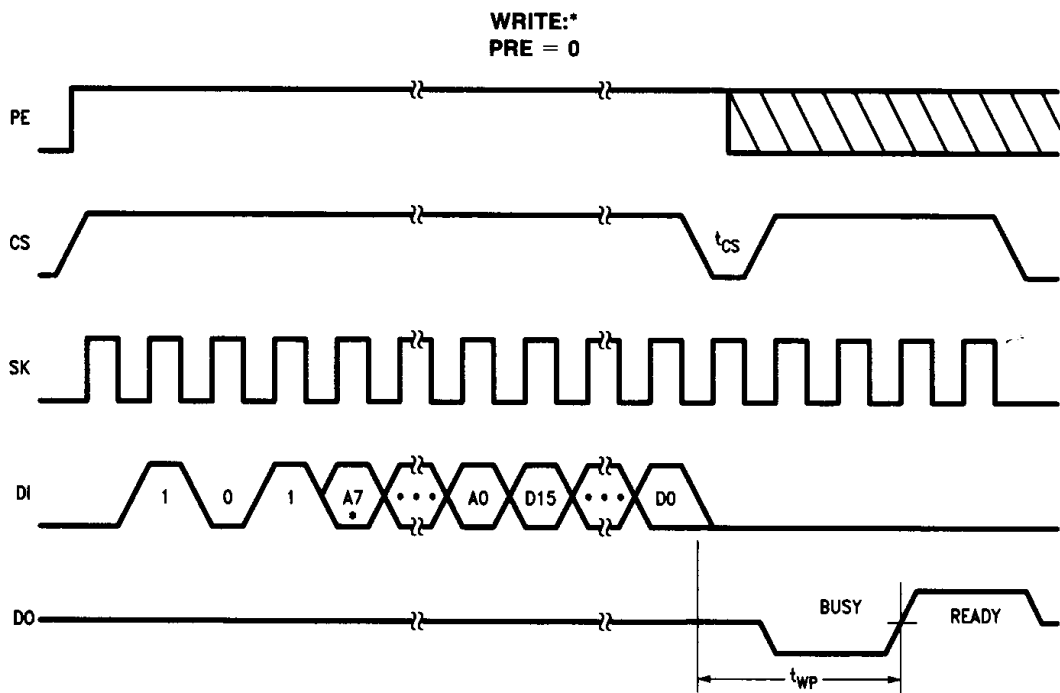 WRITE:*
PRE = 0
PE
CS
tCS
SK
DI
1 0 1 A7 • • • A0 D15 • • • D0
*
DO
BUSY
READY
tWP